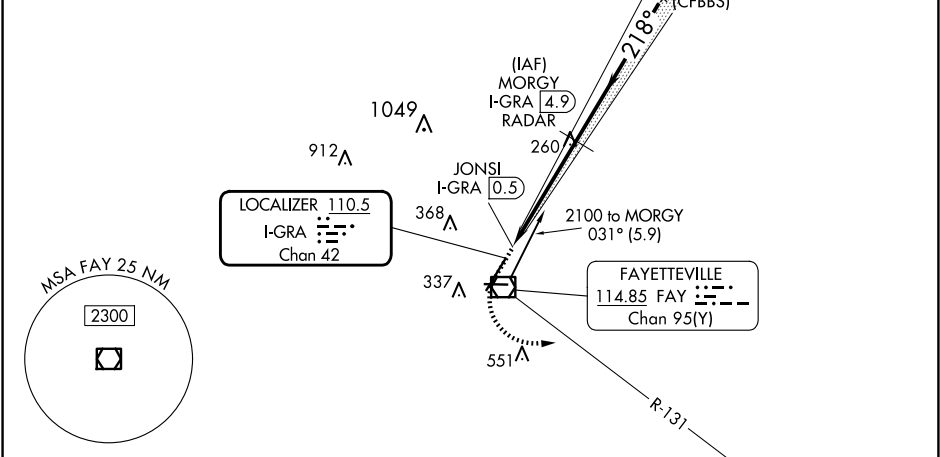 (CFBBS)
218°
(IAF)
MORGY
I-GRA 4.9
RADAR
1049
912
260
JONSI
I-GRA 0.5
LOCALIZER 110.5
I-GRA
Chan 42
368
2100 to MORGY
031° (5.9)
MSA FAY 25 NM
2300
337
FAYETTEVILLE
114.85 FAY
Chan 95(Y)
551
R-131